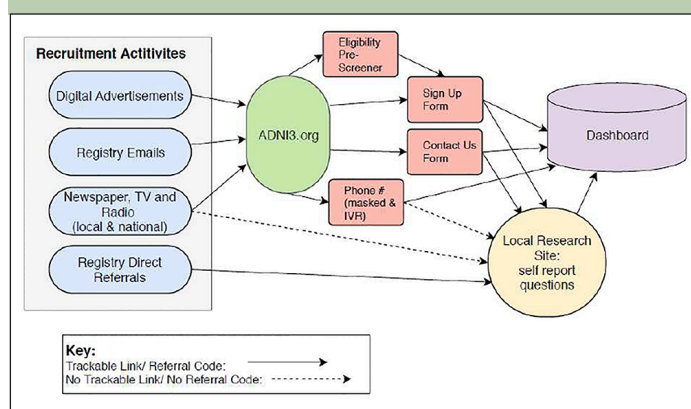 Recruitment Actitivites
Digital Advertisements
Registry Emails
Newspaper, TV and
Radio
(local & national)
Registry Direct
Referrals
ADNI3.org
Eligibility
Pre-
Screener
Sign Up
Form
Contact Us
Form
Phone #
(masked &
IVR)
Dashboard
Local Research
Site:
self report
questions
Key:
Trackable Link/ Referral Code:
No Trackable Link/ No Referral Code: